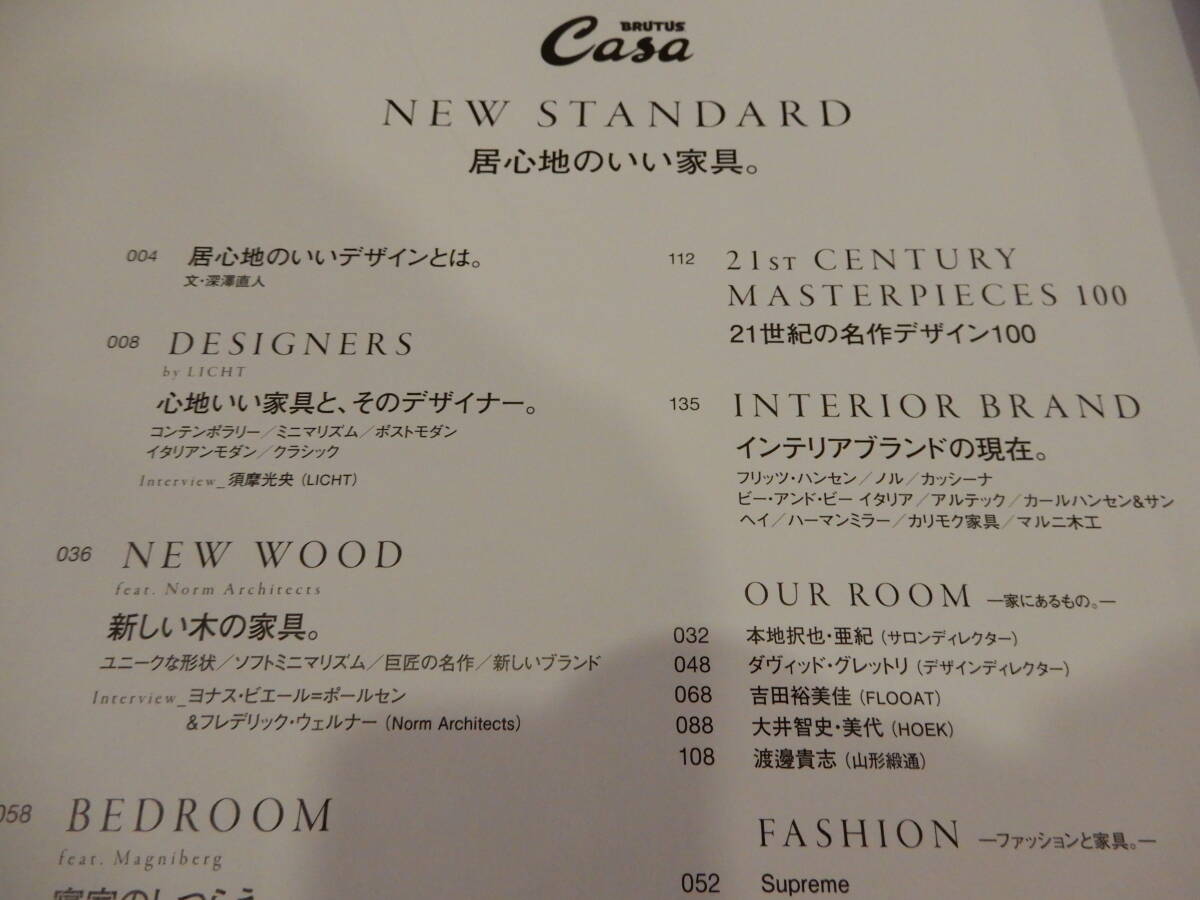 BRUTUS
Casa
NEW STANDARD
居心地のいい家具。
004 居心地のいいデザインとは。
文・深澤直人
008 DESIGNERS
by LICHT
心地いい家具と、そのデザイナー。
コンテンポラリー／ミニマリズム／ポストモダン
イタリアンモダン／クラシック
Interview_須摩光央（LICHT）
036 NEW WOOD
feat. Norm Architects
新しい木の家具。
ユニークな形状／ソフトミニマリズム／巨匠の名作／新しいブランド
Interview_ヨナス・ビエール＝ポールセン
&フレデリック・ウェルナー（Norm Architects）
058 BEDROOM
feat. Magniberg
寝室のしつらえ
112 21ST CENTURY
MASTERPIECES 100
21世紀の名作デザイン100
135 INTERIOR BRAND
インテリアブランドの現在。
フリッツ・ハンセン／ノル／カッシーナ
ビー・アンド・ビー イタリア／アルテック／カールハンセン&サン
ヘイ／ハーマンミラー／カリモク家具／マルニ木工
OUR ROOM ―家にあるもの。―
032 本地択也・亜紀（サロンディレクター）
048 ダヴィッド・グレットリ（デザインディレクター）
068 吉田裕美佳（FLOOAT）
088 大井智史・美代（HOEK）
108 渡邊貴志（山形緞通）
FASHION ―ファッションと家具。―
052 Supreme